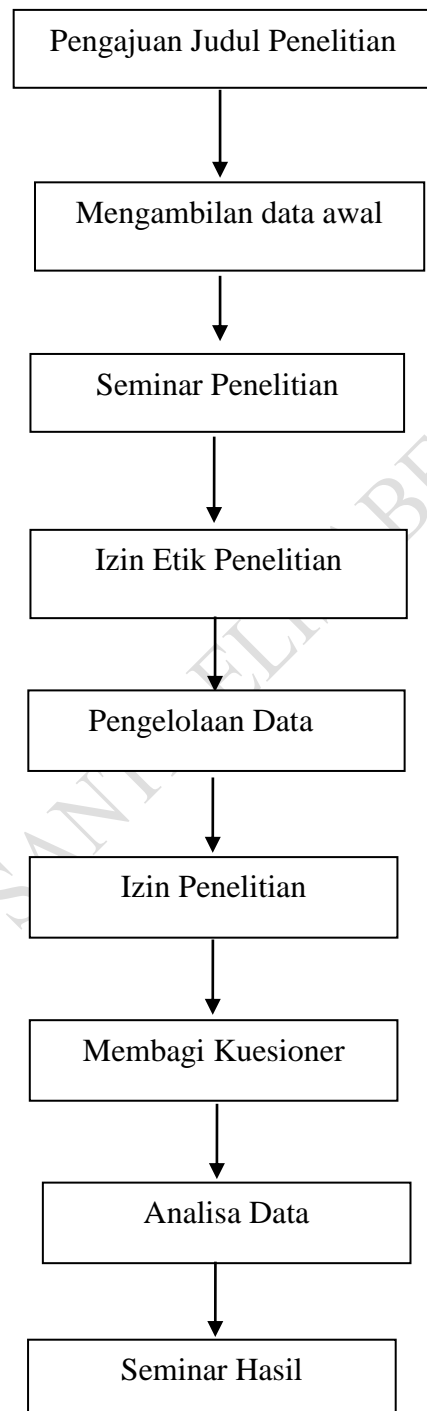 Pengajuan Judul Penelitian
Mengambilan data awal
Seminar Penelitian
Izin Etik Penelitian
Pengelolaan Data
Izin Penelitian
Membagi Kuesioner
Analisa Data
Seminar Hasil